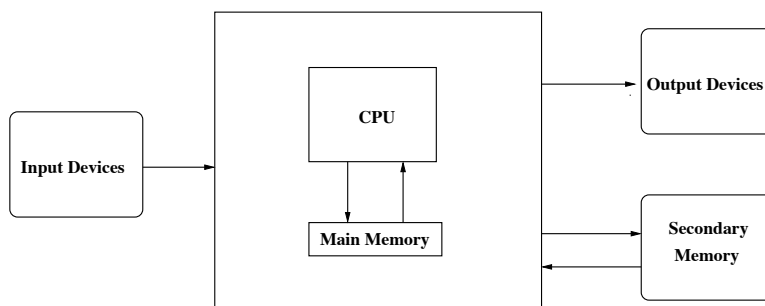 Input Devices
CPU
Main Memory
Output Devices
Secondary
Memory